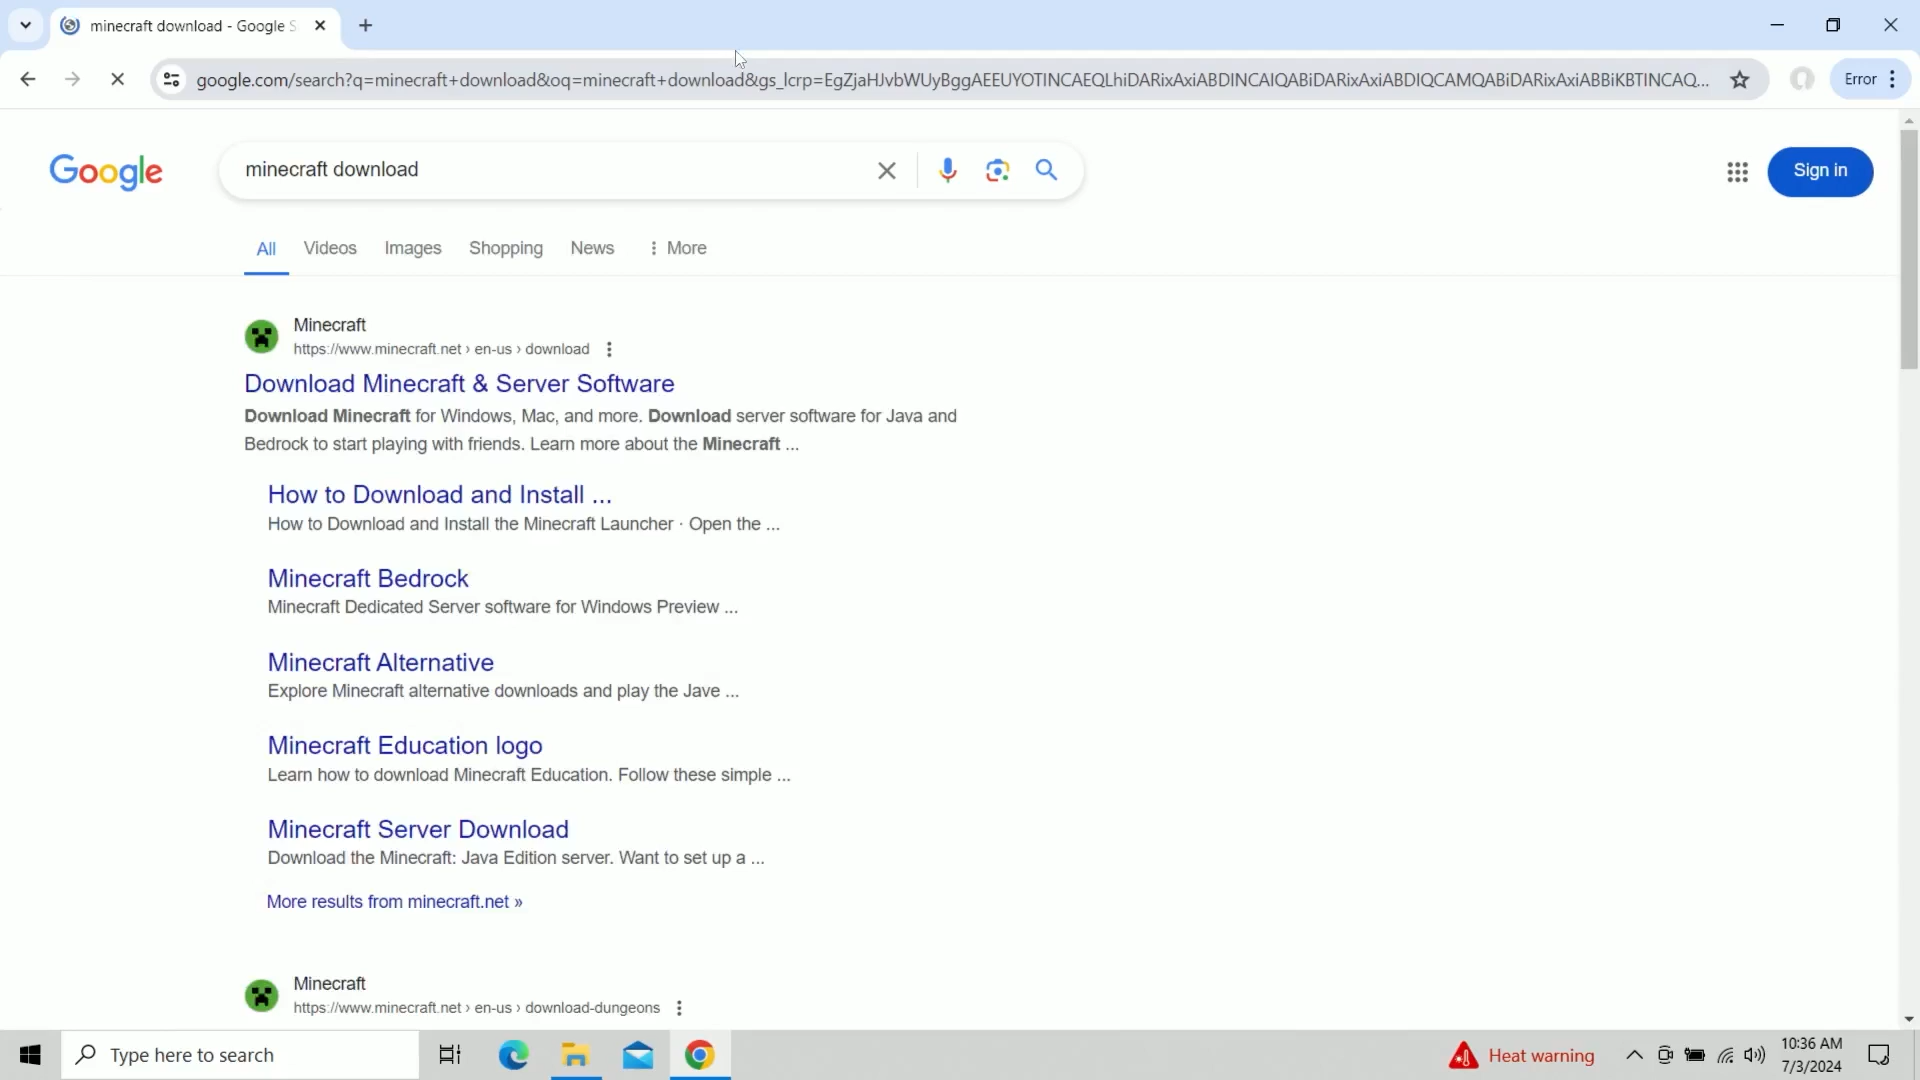 minecraft download - Google S
google.com/search?q=minecraft+download&oq=minecraft+download&gs_lcrp=EgZjaHJvbWUyBggAEEUYOTINCAEQLhiDARixAxiABDINCAIQABiDARixAxiABDIQCAMQABiDARixAxiABBiKBTINCAQ...
Error
Google
minecraft download
Sign in
All Videos Images Shopping News More
Minecraft
https://www.minecraft.net › en-us › download
Download Minecraft & Server Software
Download Minecraft for Windows, Mac, and more. Download server software for Java and
Bedrock to start playing with friends. Learn more about the Minecraft ...
How to Download and Install ...
How to Download and Install the Minecraft Launcher · Open the ...
Minecraft Bedrock
Minecraft Dedicated Server software for Windows Preview ...
Minecraft Alternative
Explore Minecraft alternative downloads and play the Jave ...
Minecraft Education logo
Learn how to download Minecraft Education. Follow these simple ...
Minecraft Server Download
Download the Minecraft: Java Edition server. Want to set up a ...
More results from minecraft.net »
Minecraft
https://www.minecraft.net › en-us › download-dungeons
Type here to search
Heat warning
10:36 AM
7/3/2024